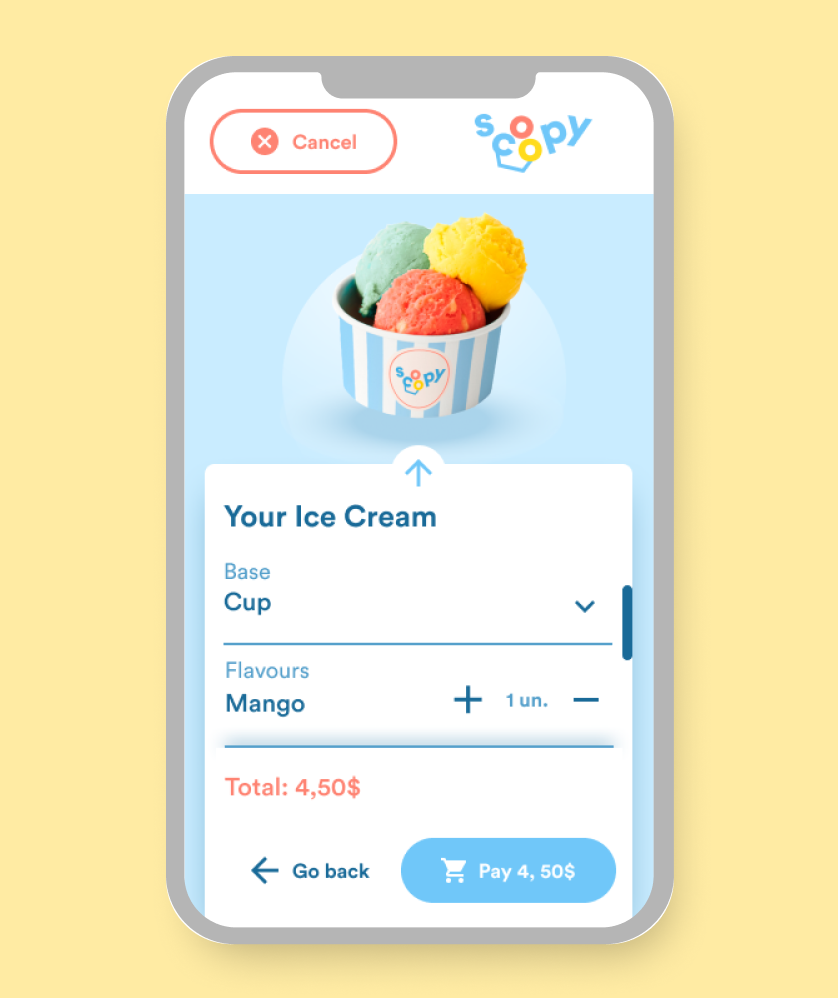 Cancel
scoopy
scoopy
Your Ice Cream
Base
Cup
Flavours
Mango
1 un.
Total: 4,50$
Go back
Pay 4, 50$